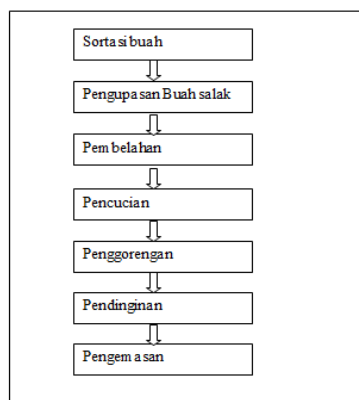 Sortasi buah
Pengupasan Buah salak
Pembelahan
Pencucian
Penggorengan
Pendinginan
Pengemasan